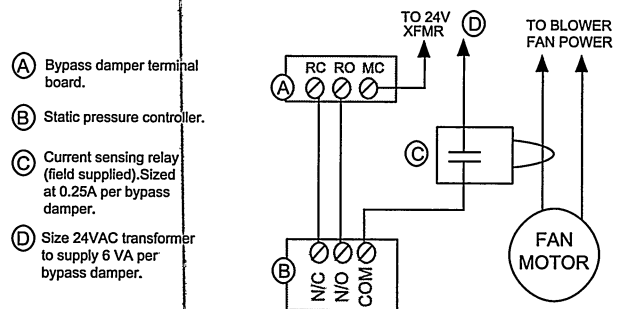 A Bypass damper terminal
board.
B Static pressure controller.
C Current sensing relay
(field supplied).Sized
at 0.25A per bypass
damper.
D Size 24VAC transformer
to supply 6 VA per
bypass damper.
TO 24V
XFMR
D
TO BLOWER
FAN POWER
RC RO MC
A
C
B
N/C N/O COM
FAN
MOTOR